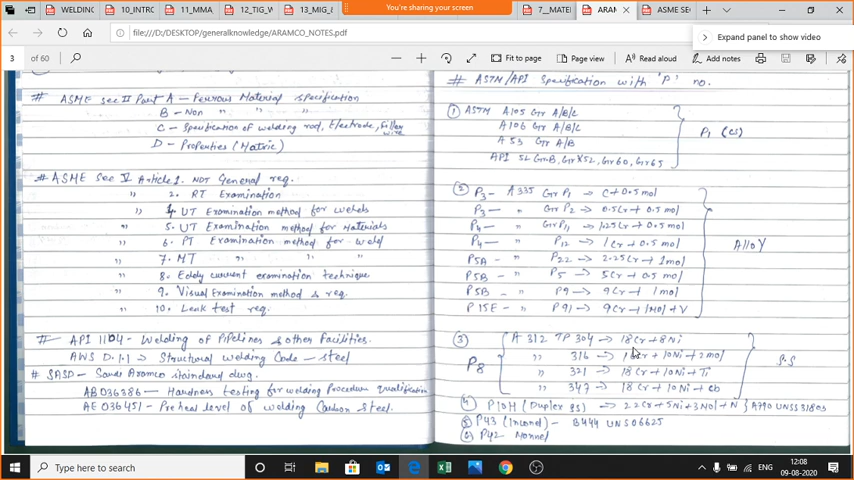 WELDING
10_INTRO
11_MMA
12_TIG_W
13_MIG_
You're sharing your screen
7__MATE
ARAM
ASME SEC
file:///D:/DESKTOP/generalknowledge/ARAMCO_NOTES.pdf
Expand panel to show video
3 of 60
Fit to page
Page view
Read aloud
Add notes
# ASME sec II Part A - Ferrous Material specification
B - Non " " "
C - Specification of welding rod, Electrode, filler wire
D - Properties (Matric)
# ASME Sec V Article 1. NDT General req.
" 2. RT Examination
" 4. UT Examination method for welds
" 5. UT Examination method for Materials
" 6. PT Examination method for weld
" 7. MT " " "
" 8. Eddy current examination technique
" 9. Visual Examination method & req.
" 10. Leak test req.
# API 1104 - Welding of Pipelines & other facilities.
AWS D.1.1 - Structural welding Code - steel
# SASD - Saudi Aramco standard dwg.
AB036386 - Hardness testing for welding Procedure qualification
AE 036451 - Preheat level of welding Carbon steel.
# ASTM/API Specification with 'P' no.
① ASTM A105 Gr A/B/C
A106 Gr A/B/C
A 53 Gr A/B
API 5L Gr.B, Gr X52, Gr60, Gr65
P1 (CS)
② P3 - A 335 Gr P1 → C + 0.5 mol
P3 - " Gr P2 → 0.5Cr + 0.5 mol
P4 - " Gr P11 → 1.25Cr + 0.5 mol
P4 - " P12 → 1Cr + 0.5 mol
P5A - " P22 → 2.25Cr + 1mol
P5B - " P5 → 5Cr + 0.5 mol
P5B - " P9 → 9Cr + 1mol
P15E - " P91 → 9Cr + 1Mol + V
Alloy
③ P8
A 312 TP 304 → 18Cr + 8Ni
" 316 → Cr + 10Ni + 2mol
" 321 → 18Cr + 10Ni + Ti
" 347 → 18Cr + 10Ni + Cb
S.S
④ P10H (Duplex SS) → 22Cr + 5Ni + 3Mol + N } A790 UNS S31803
⑤ P43 (Inconel) - B444 UNS 06625
⑥ P42 Monel
Type here to search
ENG
12:08
09-08-2020